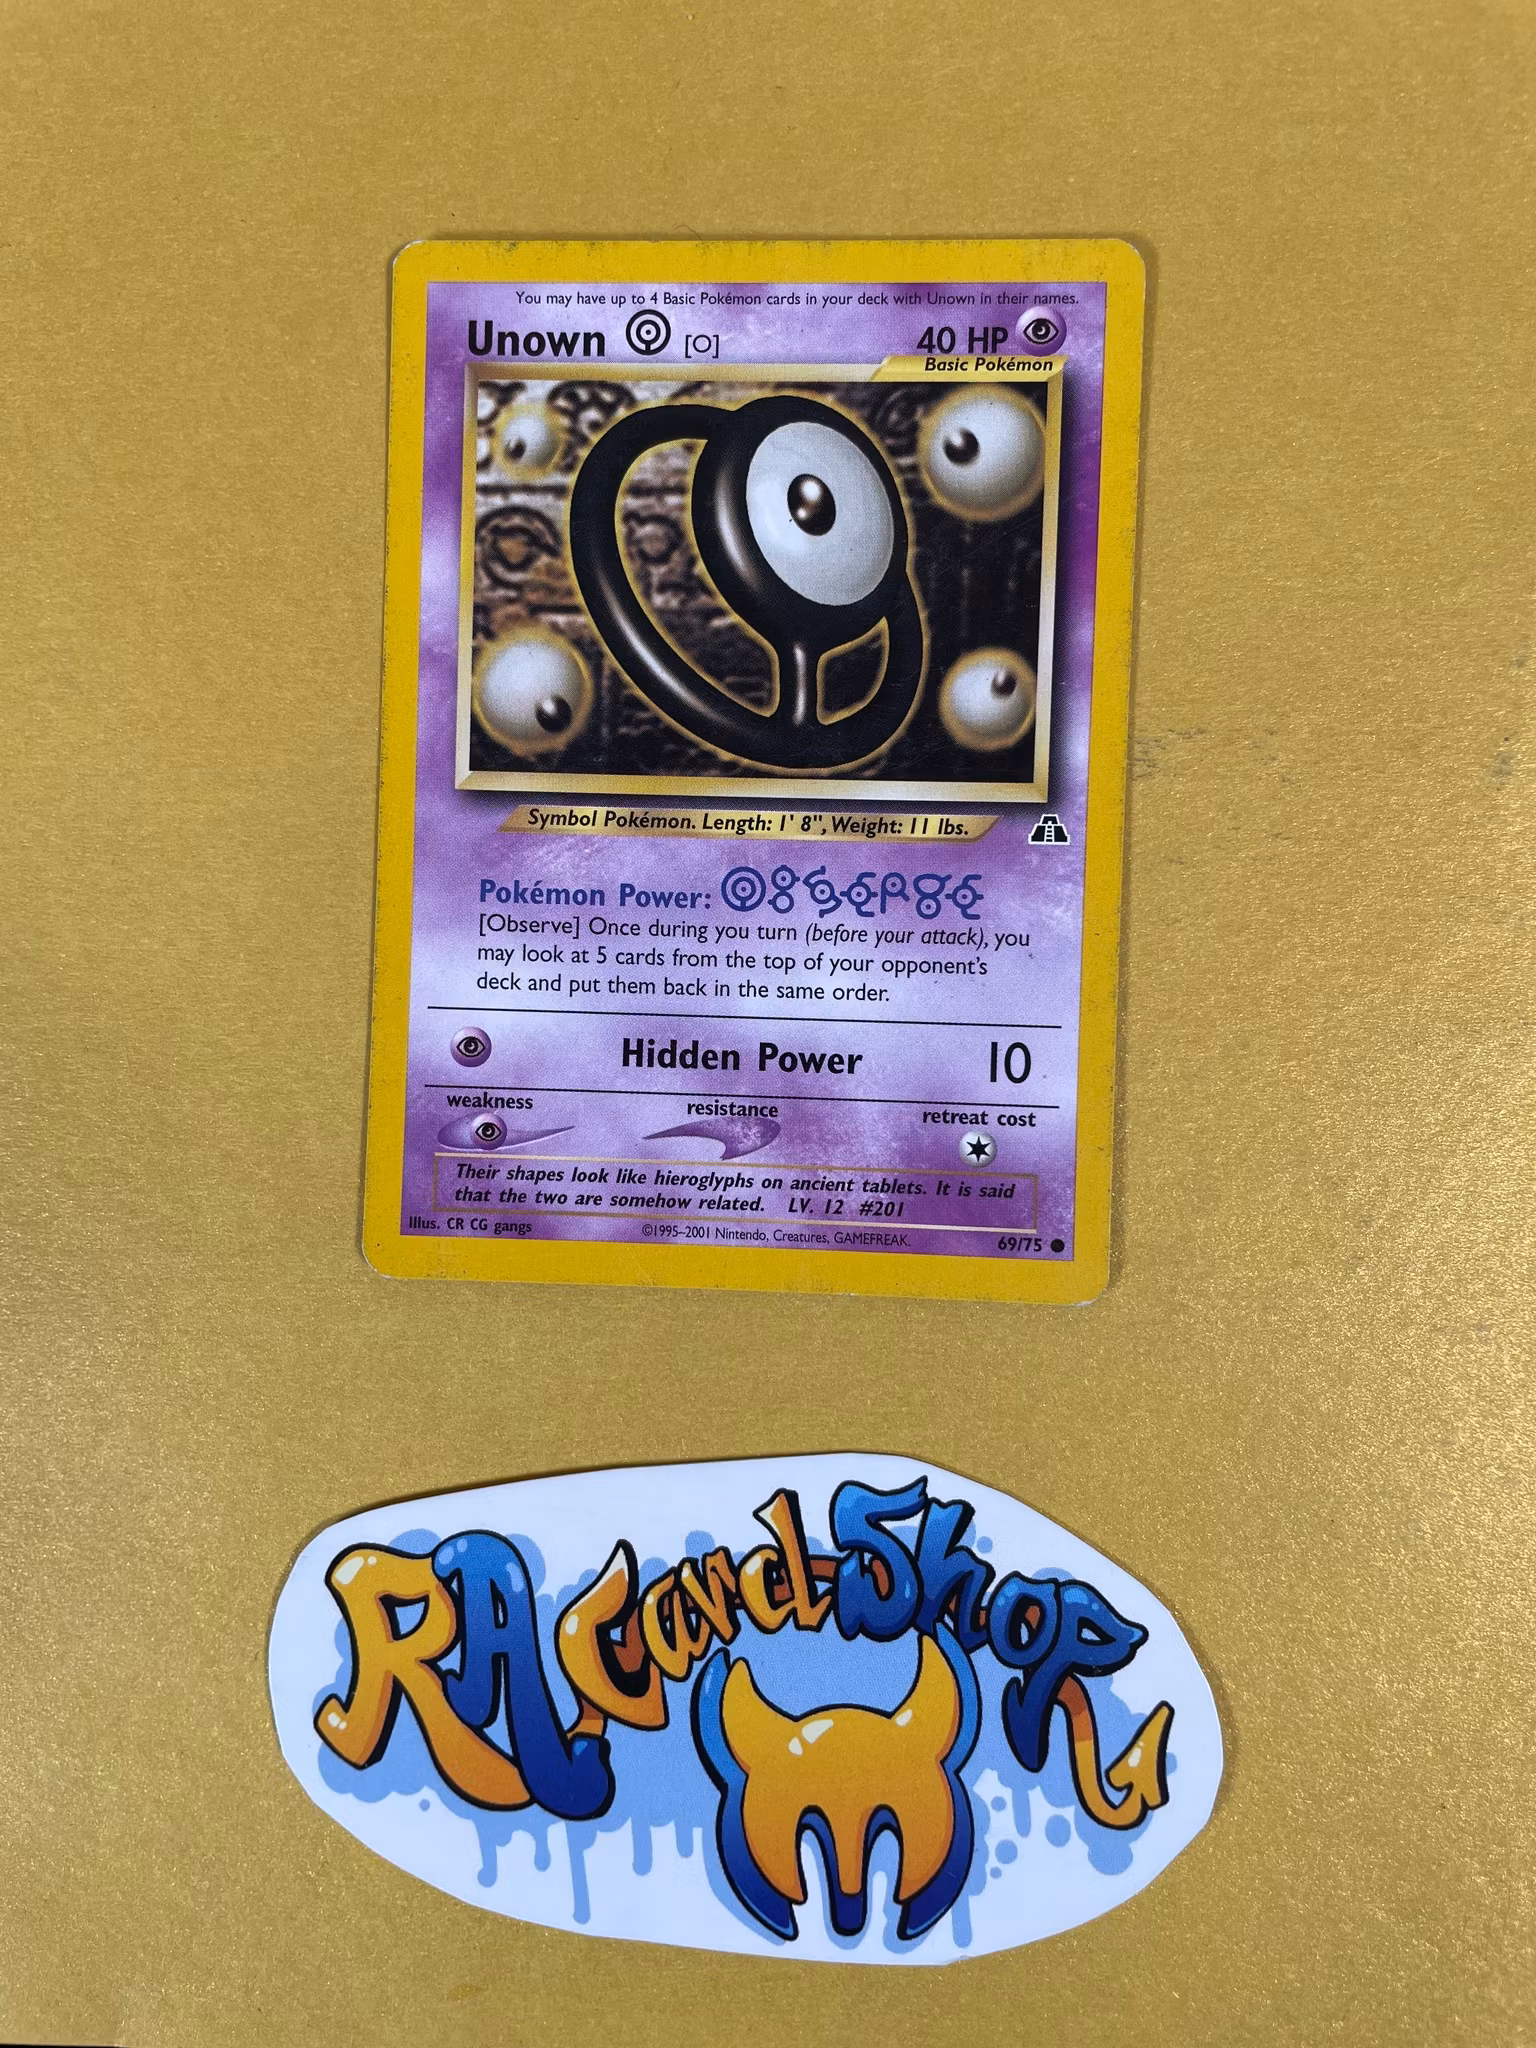 You may have up to 4 Basic Pokémon cards in your deck with Unown in their names.
Unown [O] 40 HP
Basic Pokémon
Symbol Pokémon. Length: 1' 8", Weight: 11 lbs.
Pokémon Power: OBSERVE
[Observe] Once during you turn (before your attack), you
may look at 5 cards from the top of your opponent's
deck and put them back in the same order.
Hidden Power 10
weakness resistance retreat cost
Their shapes look like hieroglyphs on ancient tablets. It is said
that the two are somehow related. LV. 12 #201
Illus. CR CG gangs ©1995–2001 Nintendo, Creatures, GAMEFREAK. 69/75
RA Card Shop